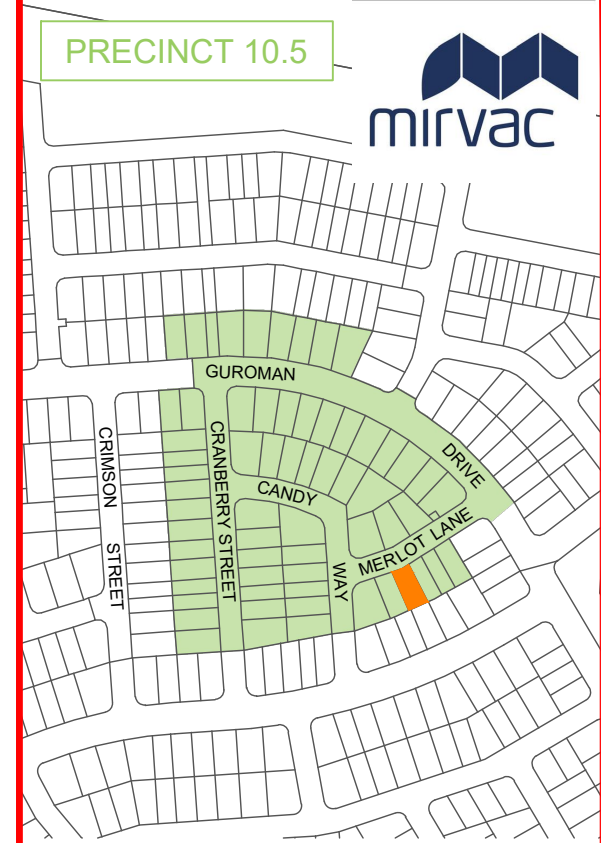 PRECINCT 10.5
mirvac
GUROMAN
DRIVE
CRIMSON
STREET
CRANBERRY STREET
CANDY
WAY
MERLOT LANE